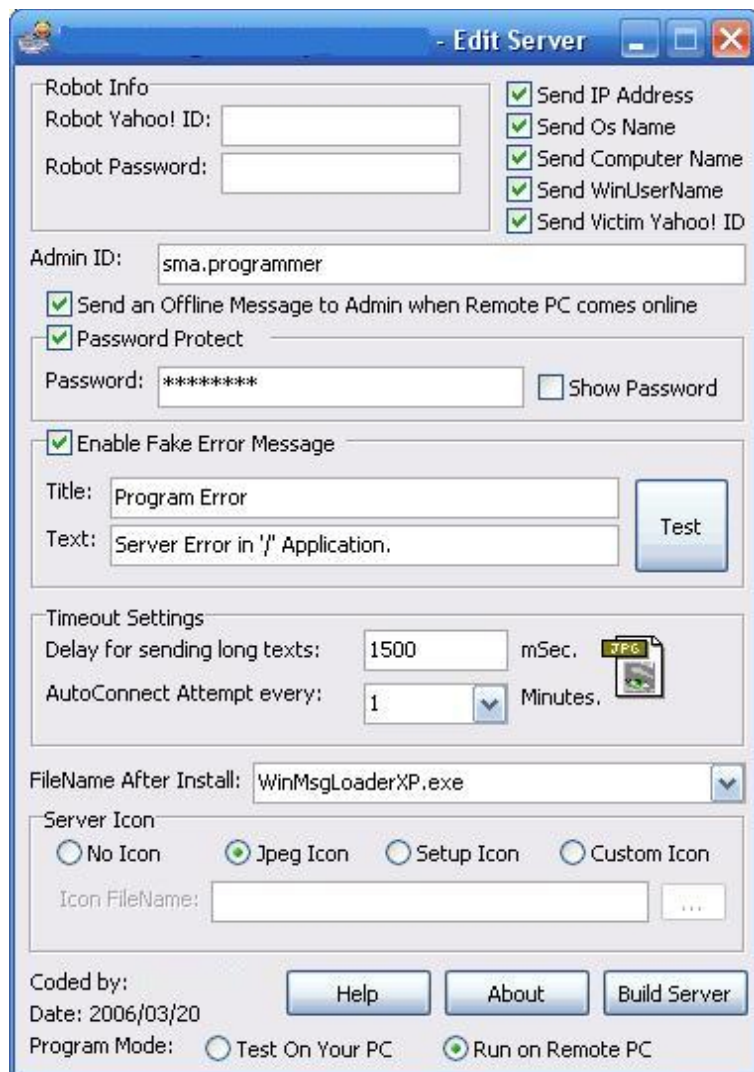 - Edit Server
Robot Info
Robot Yahoo! ID:
Robot Password:
Send IP Address
Send Os Name
Send Computer Name
Send WinUserName
Send Victim Yahoo! ID
Admin ID: sma.programmer
Send an Offline Message to Admin when Remote PC comes online
Password Protect
Password: ********
Show Password
Enable Fake Error Message
Title: Program Error
Text: Server Error in '/' Application.
Test
Timeout Settings
Delay for sending long texts: 1500 mSec.
JPG
AutoConnect Attempt every: 1 Minutes.
FileName After Install: WinMsgLoaderXP.exe
Server Icon
No Icon Jpeg Icon Setup Icon Custom Icon
Icon FileName: ...
Coded by:
Date: 2006/03/20
Help About Build Server
Program Mode: Test On Your PC Run on Remote PC